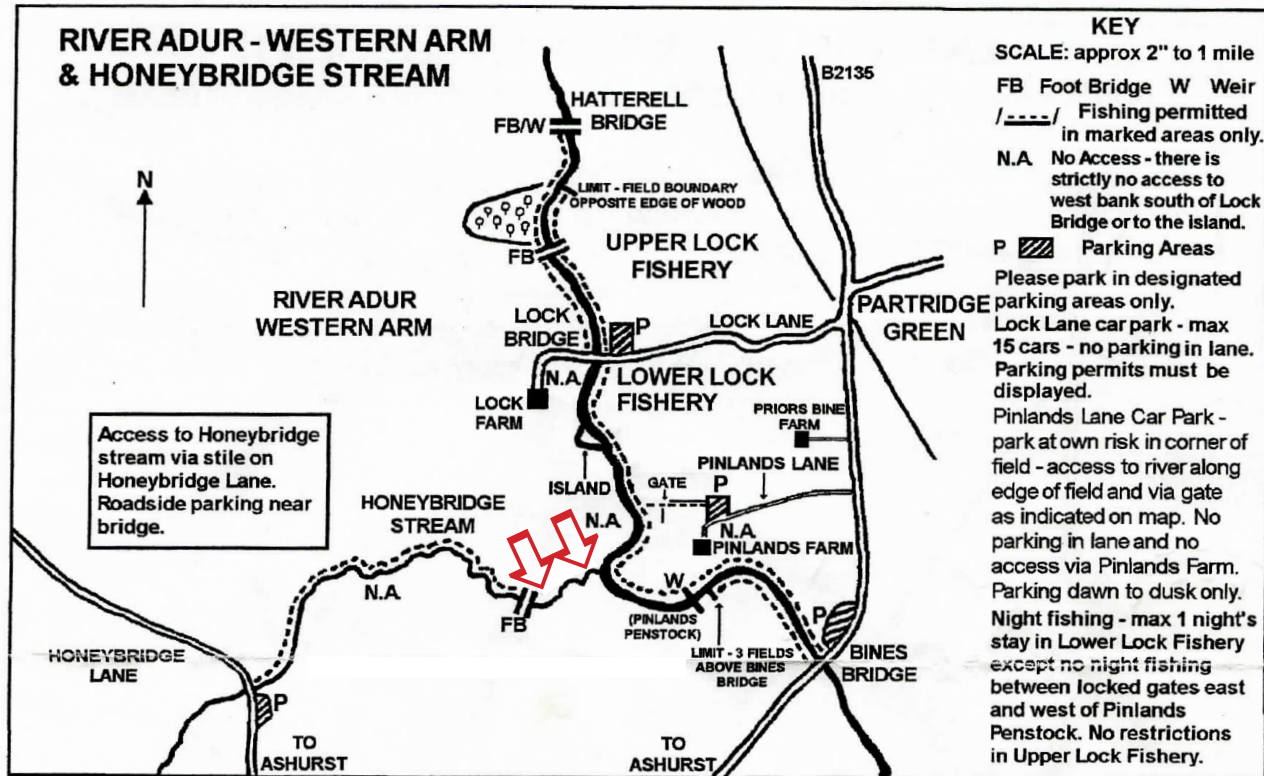 RIVER ADUR - WESTERN ARM
& HONEYBRIDGE STREAM
N
HATTERELL
BRIDGE
FB/W
LIMIT - FIELD BOUNDARY
OPPOSITE EDGE OF WOOD
FB
UPPER LOCK
FISHERY
B2135
RIVER ADUR
WESTERN ARM
LOCK
BRIDGE
P
LOCK LANE
PARTRIDGE
GREEN
N.A.
LOWER LOCK
FISHERY
LOCK
FARM
PRIORS BINE
FARM
PINLANDS LANE
ISLAND
GATE
P
N.A.
N.A.
PINLANDS FARM
Access to Honeybridge
stream via stile on
Honeybridge Lane.
Roadside parking near
bridge.
HONEYBRIDGE
STREAM
N.A.
FB
W
(PINLANDS
PENSTOCK)
LIMIT - 3 FIELDS
ABOVE BINES
BRIDGE
P
BINES
BRIDGE
HONEYBRIDGE
LANE
P
TO
ASHURST
TO
ASHURST
KEY
SCALE: approx 2" to 1 mile
FB Foot Bridge W Weir
/----/ Fishing permitted
in marked areas only.
N.A. No Access - there is
strictly no access to
west bank south of Lock
Bridge or to the island.
P Parking Areas
Please park in designated
parking areas only.
Lock Lane car park - max
15 cars - no parking in lane.
Parking permits must be
displayed.
Pinlands Lane Car Park -
park at own risk in corner of
field - access to river along
edge of field and via gate
as indicated on map. No
parking in lane and no
access via Pinlands Farm.
Parking dawn to dusk only.
Night fishing - max 1 night's
stay in Lower Lock Fishery
except no night fishing
between locked gates east
and west of Pinlands
Penstock. No restrictions
in Upper Lock Fishery.